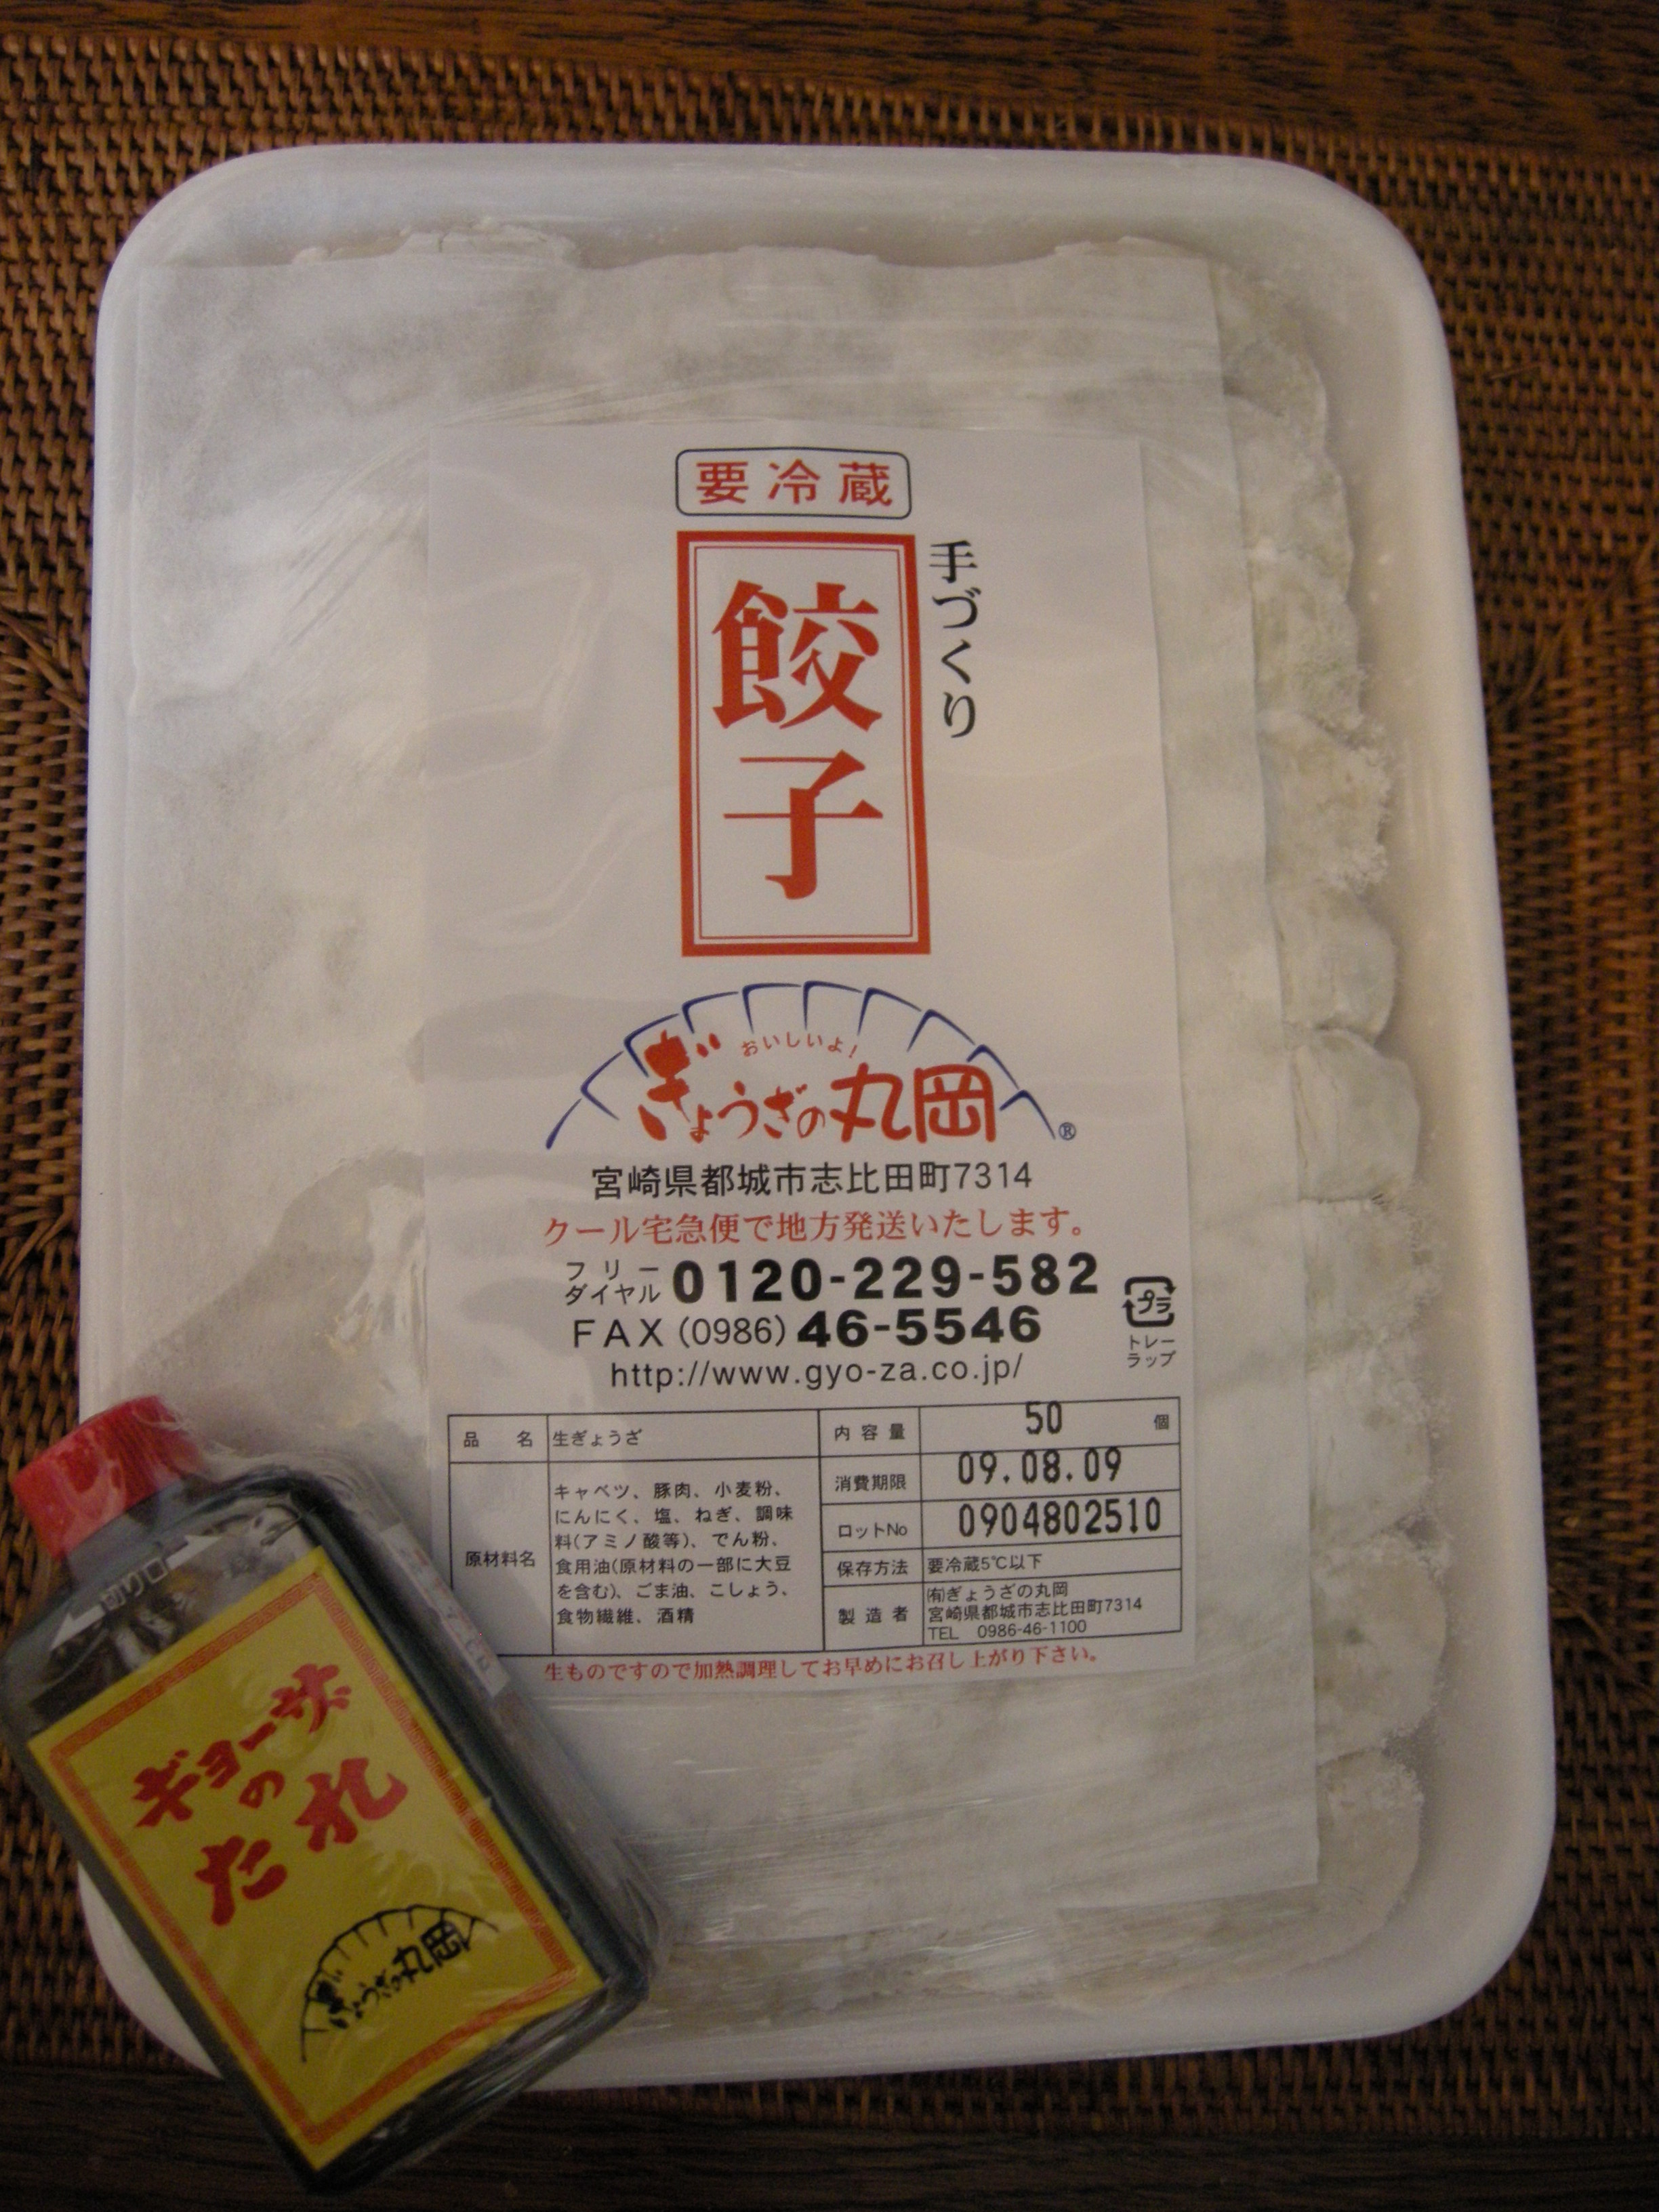 要冷蔵
手づくり
餃子
おいしいよ!
ぎょうざの丸岡®
宮崎県都城市志比田町7314
クール宅急便で地方発送いたします。
フリーダイヤル 0120-229-582
FAX (0986) 46-5546
http://www.gyo-za.co.jp/
プラ
トレー
ラップ
品名 生ぎょうざ
原材料名
キャベツ、豚肉、小麦粉、
にんにく、塩、ねぎ、調味
料(アミノ酸等)、でん粉、
食用油(原材料の一部に大豆
を含む)、ごま油、こしょう、
食物繊維、酒精
内容量 50 個
消費期限 09.08.09
ロットNo 0904802510
保存方法 要冷蔵5℃以下
製造者 ㈲ぎょうざの丸岡
宮崎県都城市志比田町7314
TEL 0986-46-1100
生ものですので加熱調理してお早めにお召し上がり下さい。
切り口
ギョーザ
の
たれ
ぎょうざの丸岡